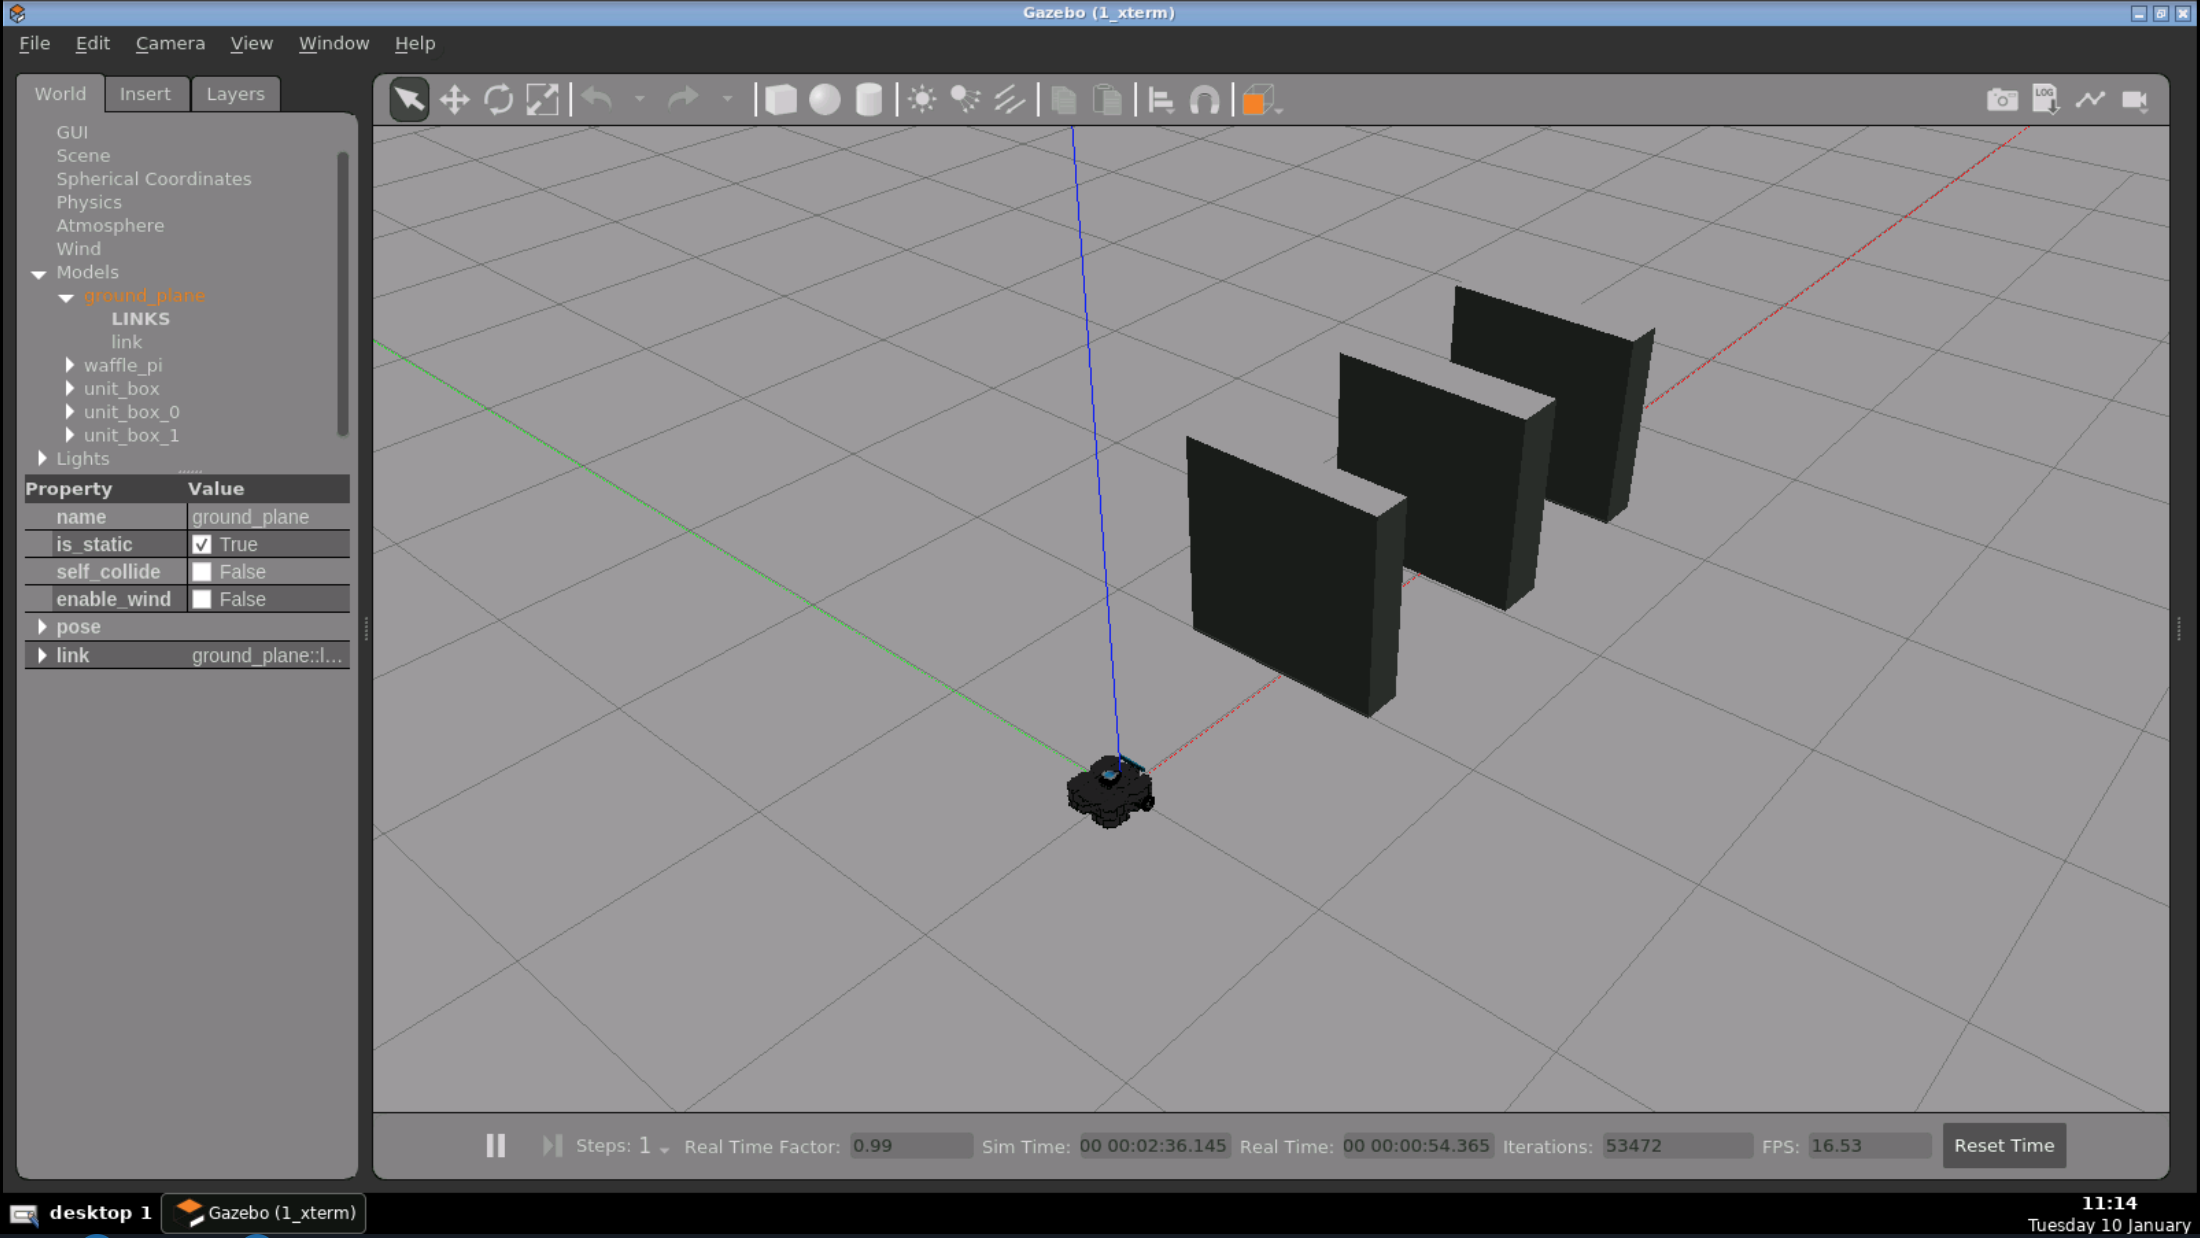 Gazebo (1_xterm)
File Edit Camera View Window Help
World Insert Layers
LOG
GUI
Scene
Spherical Coordinates
Physics
Atmosphere
Wind
Models
ground_plane
LINKS
link
waffle_pi
unit_box
unit_box_0
unit_box_1
Lights
Property Value
name ground_plane
is_static True
self_collide False
enable_wind False
pose
link ground_plane::l...
Steps: 1 Real Time Factor: 0.99 Sim Time: 00 00:02:36.145 Real Time: 00 00:00:54.365 Iterations: 53472 FPS: 16.53 Reset Time
desktop 1 Gazebo (1_xterm)
11:14
Tuesday 10 January